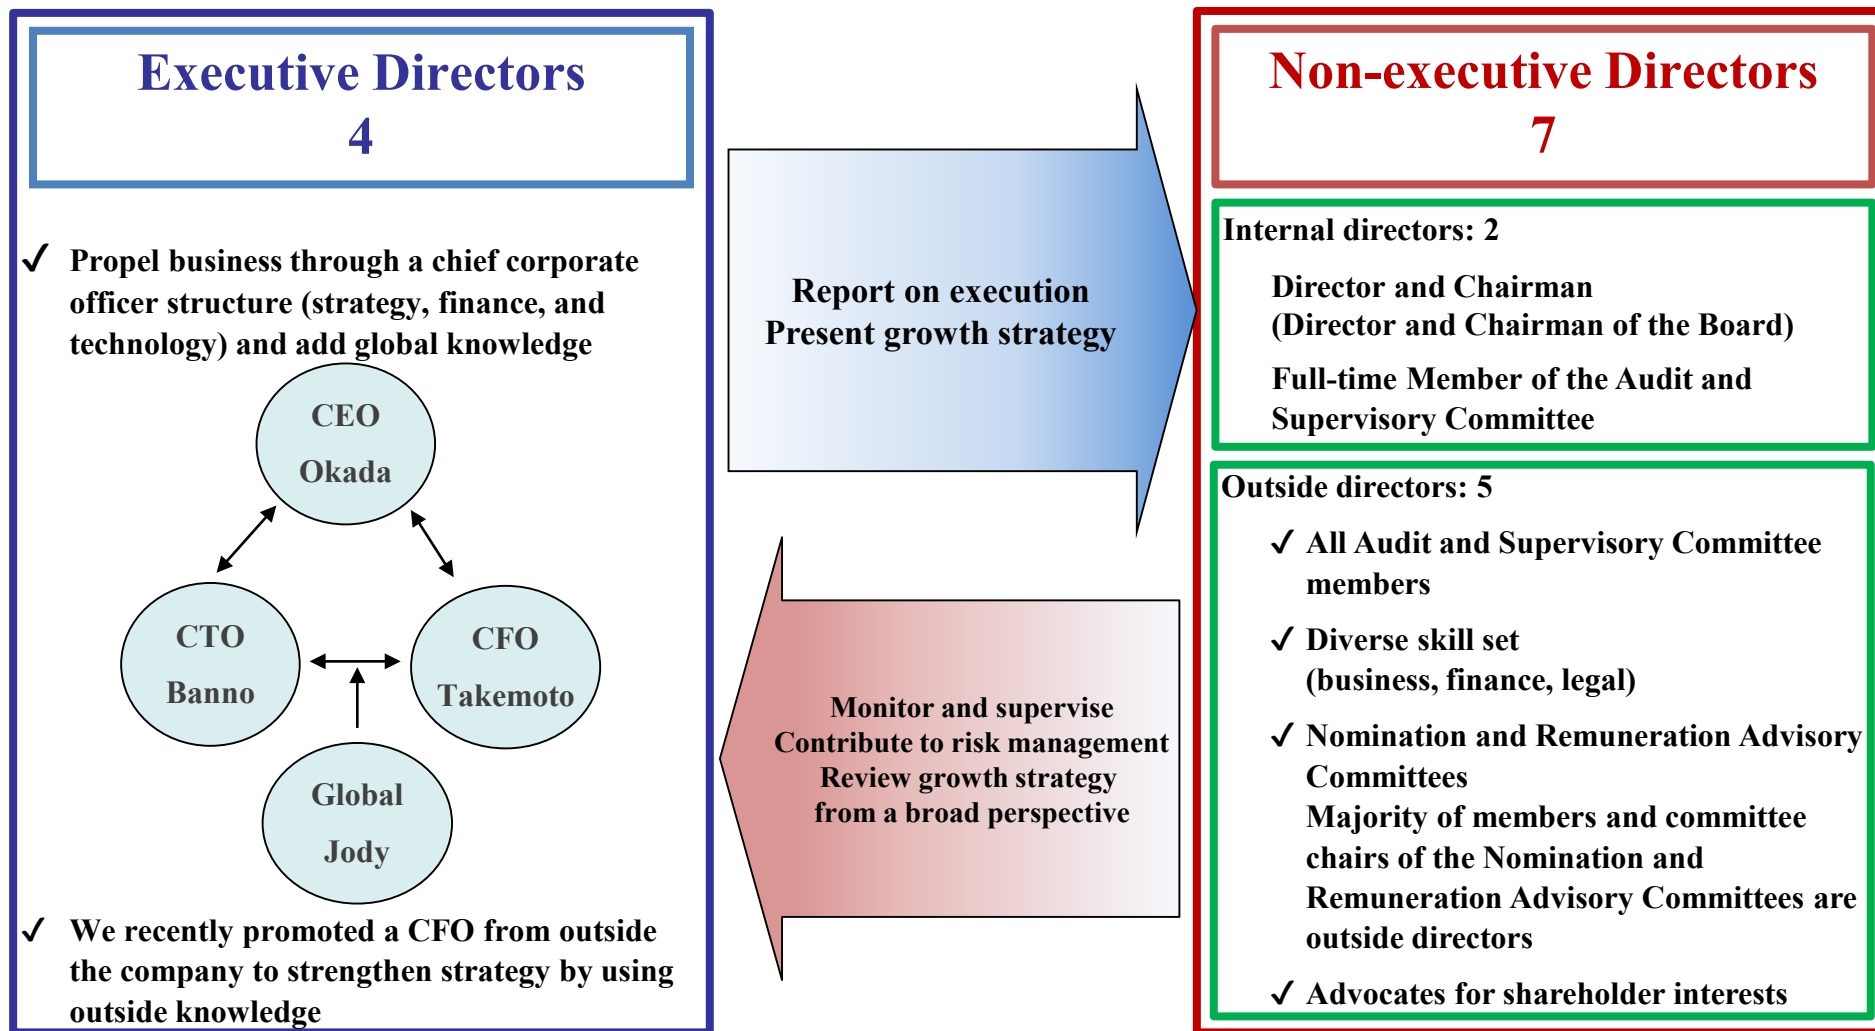 Executive Directors
4
✓ Propel business through a chief corporate
officer structure (strategy, finance, and
technology) and add global knowledge
CEO
Okada
CTO
Banno
CFO
Takemoto
Global
Jody
✓ We recently promoted a CFO from outside
the company to strengthen strategy by using
outside knowledge
Report on execution
Present growth strategy
Monitor and supervise
Contribute to risk management
Review growth strategy
from a broad perspective
Non-executive Directors
7
Internal directors: 2
Director and Chairman
(Director and Chairman of the Board)
Full-time Member of the Audit and
Supervisory Committee
Outside directors: 5
✓ All Audit and Supervisory Committee
members
✓ Diverse skill set
(business, finance, legal)
✓ Nomination and Remuneration Advisory
Committees
Majority of members and committee
chairs of the Nomination and
Remuneration Advisory Committees are
outside directors
✓ Advocates for shareholder interests